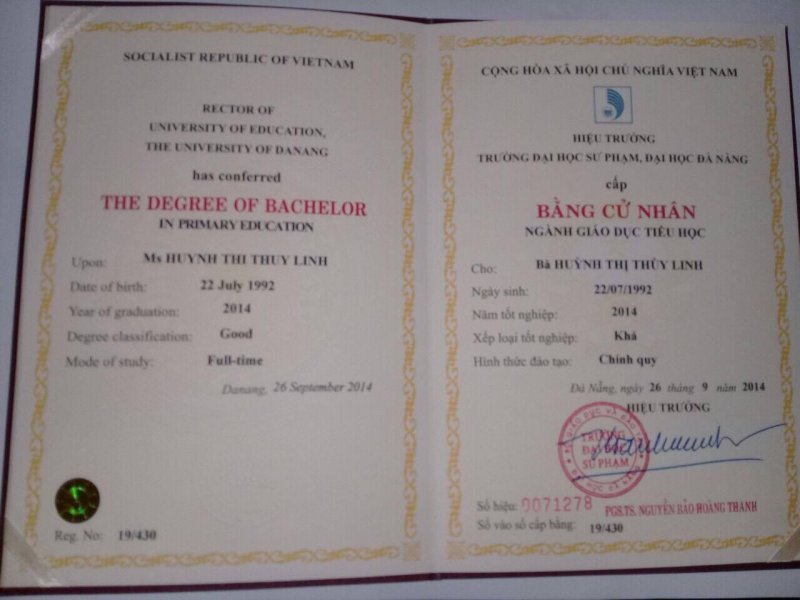 SOCIALIST REPUBLIC OF VIETNAM
RECTOR OF
UNIVERSITY OF EDUCATION,
THE UNIVERSITY OF DANANG
has conferred
THE DEGREE OF BACHELOR
IN PRIMARY EDUCATION
Upon: Ms HUYNH THI THUY LINH
Date of birth: 22 July 1992
Year of graduation: 2014
Degree classification: Good
Mode of study: Full-time
Danang, 26 September 2014
Reg. No: 19/430
CỘNG HÒA XÃ HỘI CHỦ NGHĨA VIỆT NAM
HIỆU TRƯỞNG
TRƯỜNG ĐẠI HỌC SƯ PHẠM, ĐẠI HỌC ĐÀ NẴNG
cấp
BẰNG CỬ NHÂN
NGÀNH GIÁO DỤC TIỂU HỌC
Cho: Bà HUỲNH THỊ THÙY LINH
Ngày sinh: 22/07/1992
Năm tốt nghiệp: 2014
Xếp loại tốt nghiệp: Khá
Hình thức đào tạo: Chính quy
Đà Nẵng, ngày 26 tháng 9 năm 2014
HIỆU TRƯỞNG
TRƯỜNG
ĐẠI HỌC
SƯ PHẠM
Số hiệu: 0071278 PGS.TS. NGUYỄN BẢO HOÀNG THANH
Số vào sổ cấp bằng: 19/430